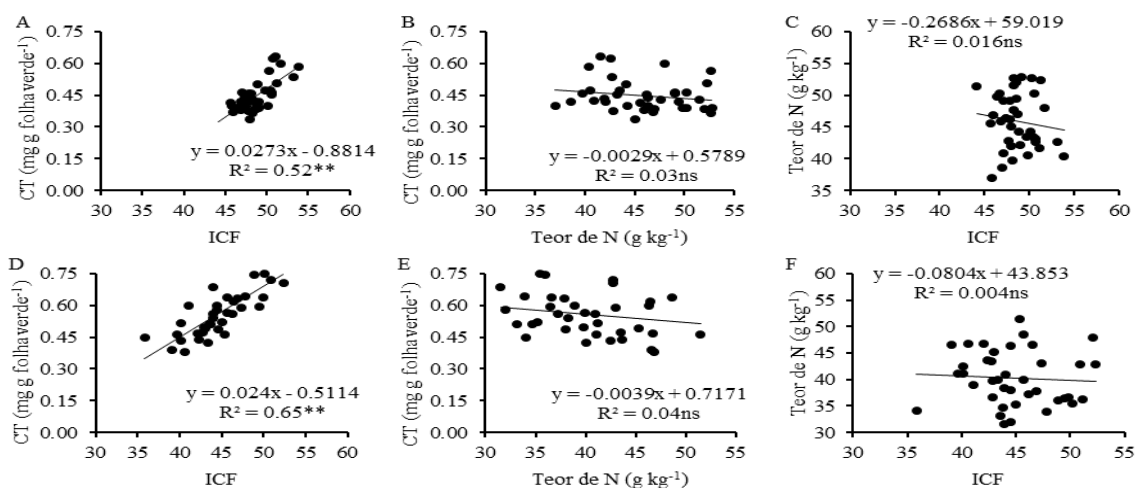 A
0.75
0.60
0.45
0.30
0.15
0.00
CT (mg g folhaverde⁻¹)
y = 0.0273x - 0.8814
R² = 0.52**
30 35 40 45 50 55 60
ICF
B
0.75
0.60
0.45
0.30
0.15
0.00
CT (mg g folhaverde⁻¹)
y = -0.0029x + 0.5789
R² = 0.03ns
30 35 40 45 50 55
Teor de N (g kg⁻¹)
C
y = -0.2686x + 59.019
R² = 0.016ns
60
55
50
45
40
35
Teor de N (g kg⁻¹)
30 40 50 60
ICF
D
0.75
0.60
0.45
0.30
0.15
0.00
CT (mg g folhaverde⁻¹)
y = 0.024x - 0.5114
R² = 0.65**
30 35 40 45 50 55 60
ICF
E
0.75
0.60
0.45
0.30
0.15
0.00
CT (mg g folhaverde⁻¹)
y = -0.0039x + 0.7171
R² = 0.04ns
30 35 40 45 50 55
Teor de N (g kg⁻¹)
F
y = -0.0804x + 43.853
R² = 0.004ns
60
55
50
45
40
35
30
Teor de N (g kg⁻¹)
30 35 40 45 50 55
ICF